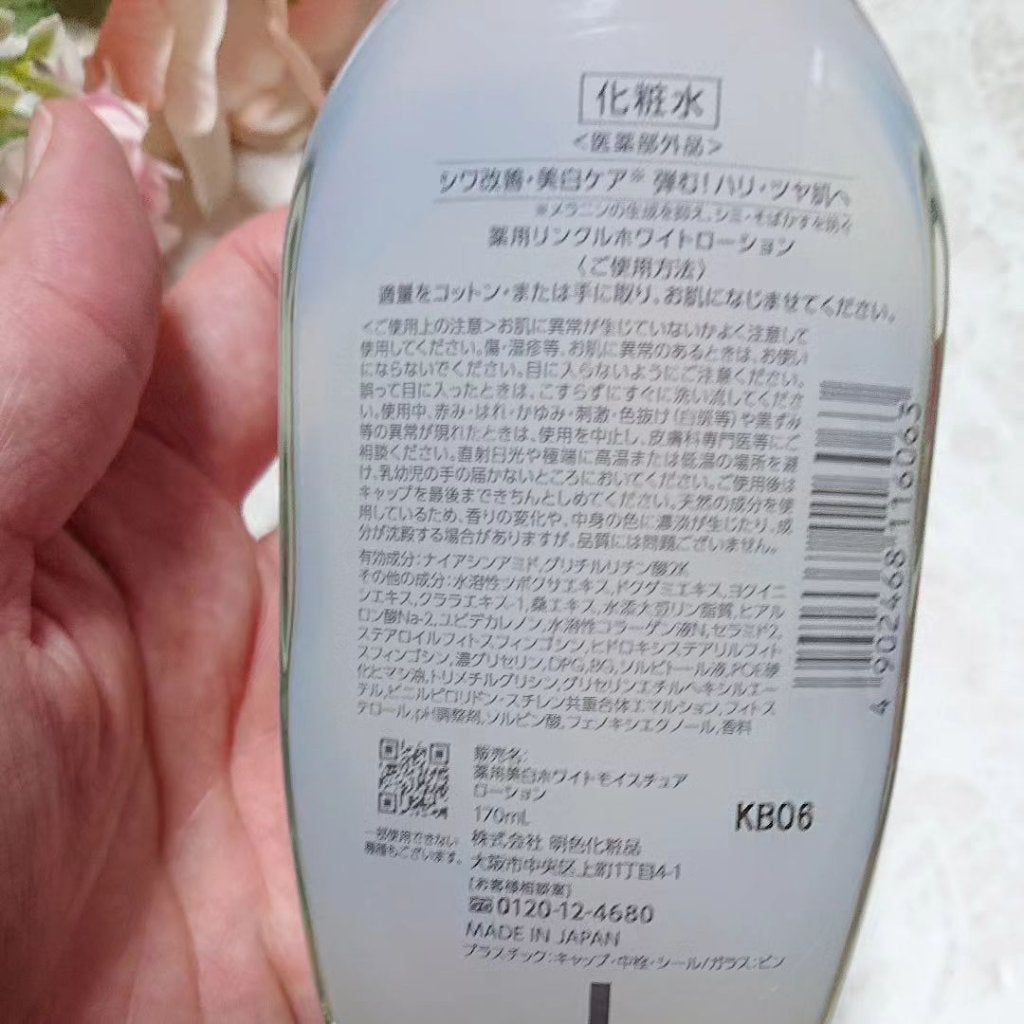 化粧水
<医薬部外品>
シワ改善・美白ケア※ 弾む!ハリ・ツヤ肌へ
※メラニンの生成を抑え、シミ・そばかすを防ぐ
薬用リンクルホワイトローション
〈ご使用方法〉
適量をコットン・または手に取り、お肌になじませてください。
<ご使用上の注意>お肌に異常が生じていないかよく注意して
使用してください。傷・湿疹等、お肌に異常のあるときは、お使い
にならないでください。目に入らないようにご注意ください。
誤って目に入ったときは、こすらずにすぐに洗い流してくださ
い。使用中、赤み・はれ・かゆみ・刺激・色抜け(白斑等)や黒ずみ
等の異常が現れたときは、使用を中止し、皮膚科専門医等にご
相談ください。直射日光や極端に高温または低温の場所を避
け、乳幼児の手の届かないところにおいてください。ご使用後は
キャップを最後まできちんとしめてください。天然の成分を使
用しているため、香りの変化や、中身の色に濃淡が生じたり、成
分が沈殿する場合がありますが、品質には問題ございません。
有効成分:ナイアシンアミド,グリチルリチン酸2K
その他の成分:水溶性ツボクサエキス,ドクダミエキス,ヨクイニ
ンエキス,クララエキス-1,桑エキス,水添大豆リン脂質,ヒアル
ロン酸Na-2,ユビデカレノン,水溶性コラーゲン液N,セラミド2,
ステアロイルフィトスフィンゴシン,ヒドロキシステアリルフィト
スフィンゴシン,濃グリセリン,DPG,BG,ソルビトール液,POE硬
化ヒマシ油,トリメチルグリシン,グリセリンエチルヘキシルエー
テル,ビニルピロリドン・スチレン共重合体エマルション,フィトス
テロール,pH調整剤,ソルビン酸,フェノキシエタノール,香料
4 902468 116063
一部使用できない
機種もございます。
販売名:
薬用美白ホワイトモイスチュア
ローション
170mL
株式会社 明色化粧品
大阪市中央区上町1丁目4-1
[お客様相談室]
0120-12-4680
MADE IN JAPAN
プラスチック:キャップ・中栓・シール/ガラス:ビン
KB06